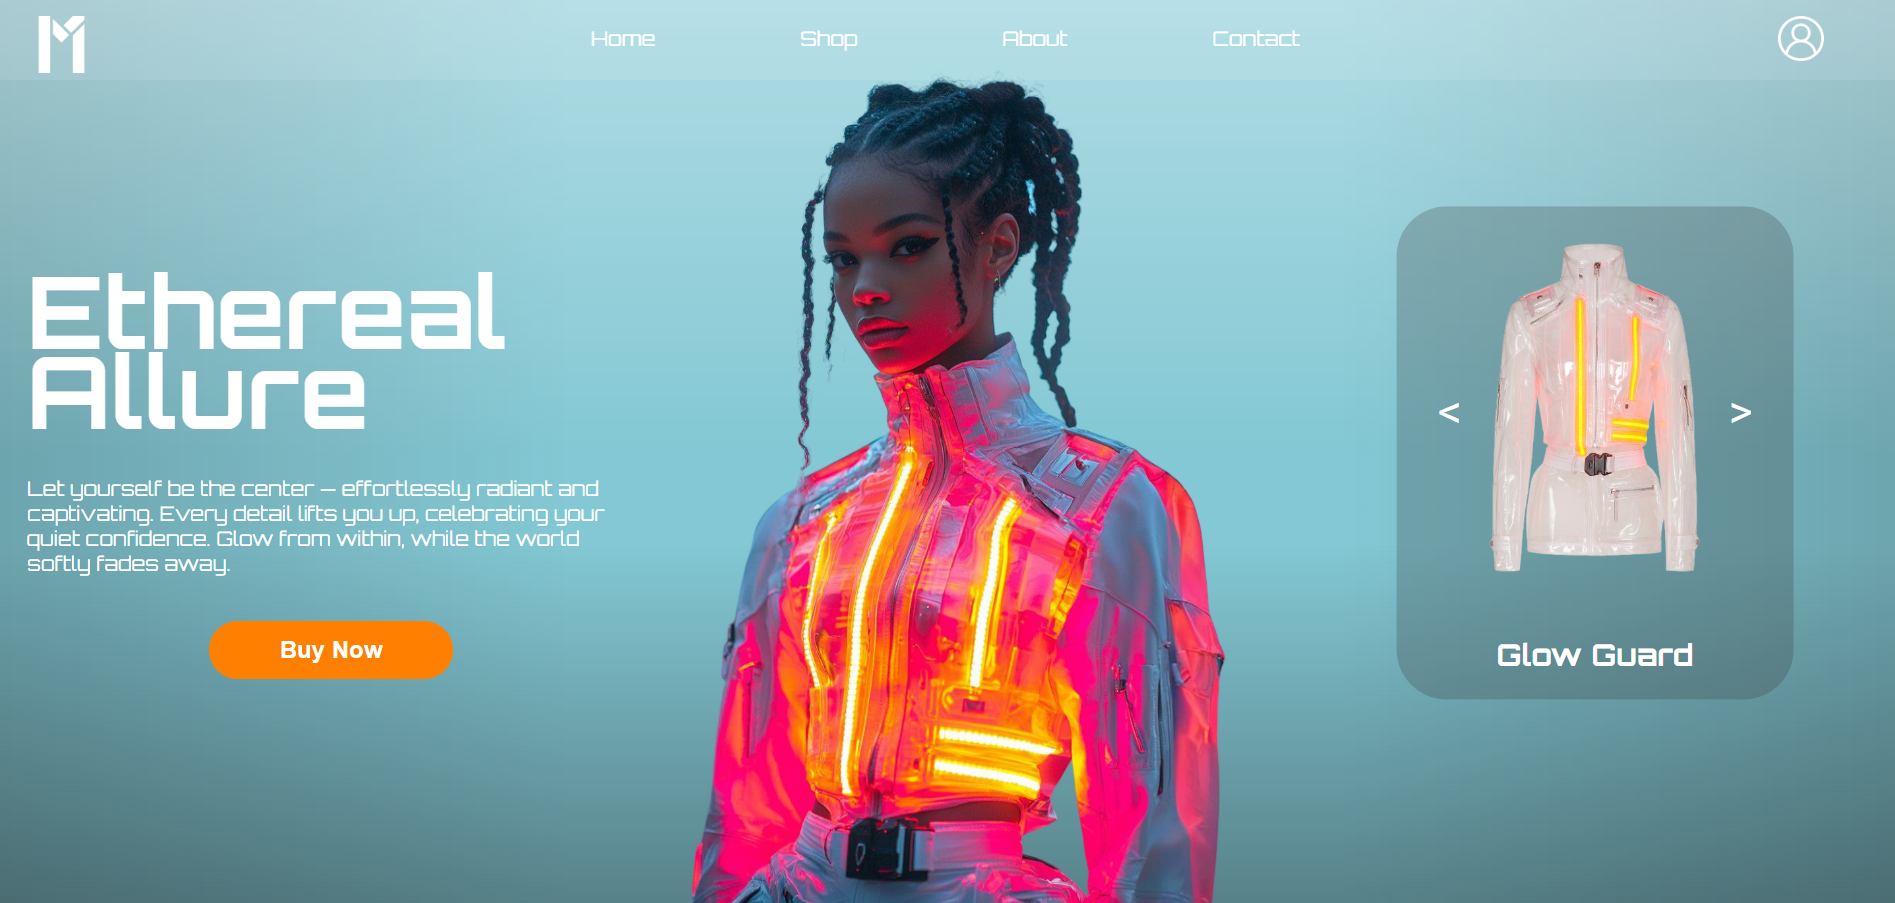 Home Shop About Contact
Ethereal
Allure
Let yourself be the center – effortlessly radiant and
captivating. Every detail lifts you up, celebrating your
quiet confidence. Glow from within, while the world
softly fades away.
Buy Now
< >
Glow Guard